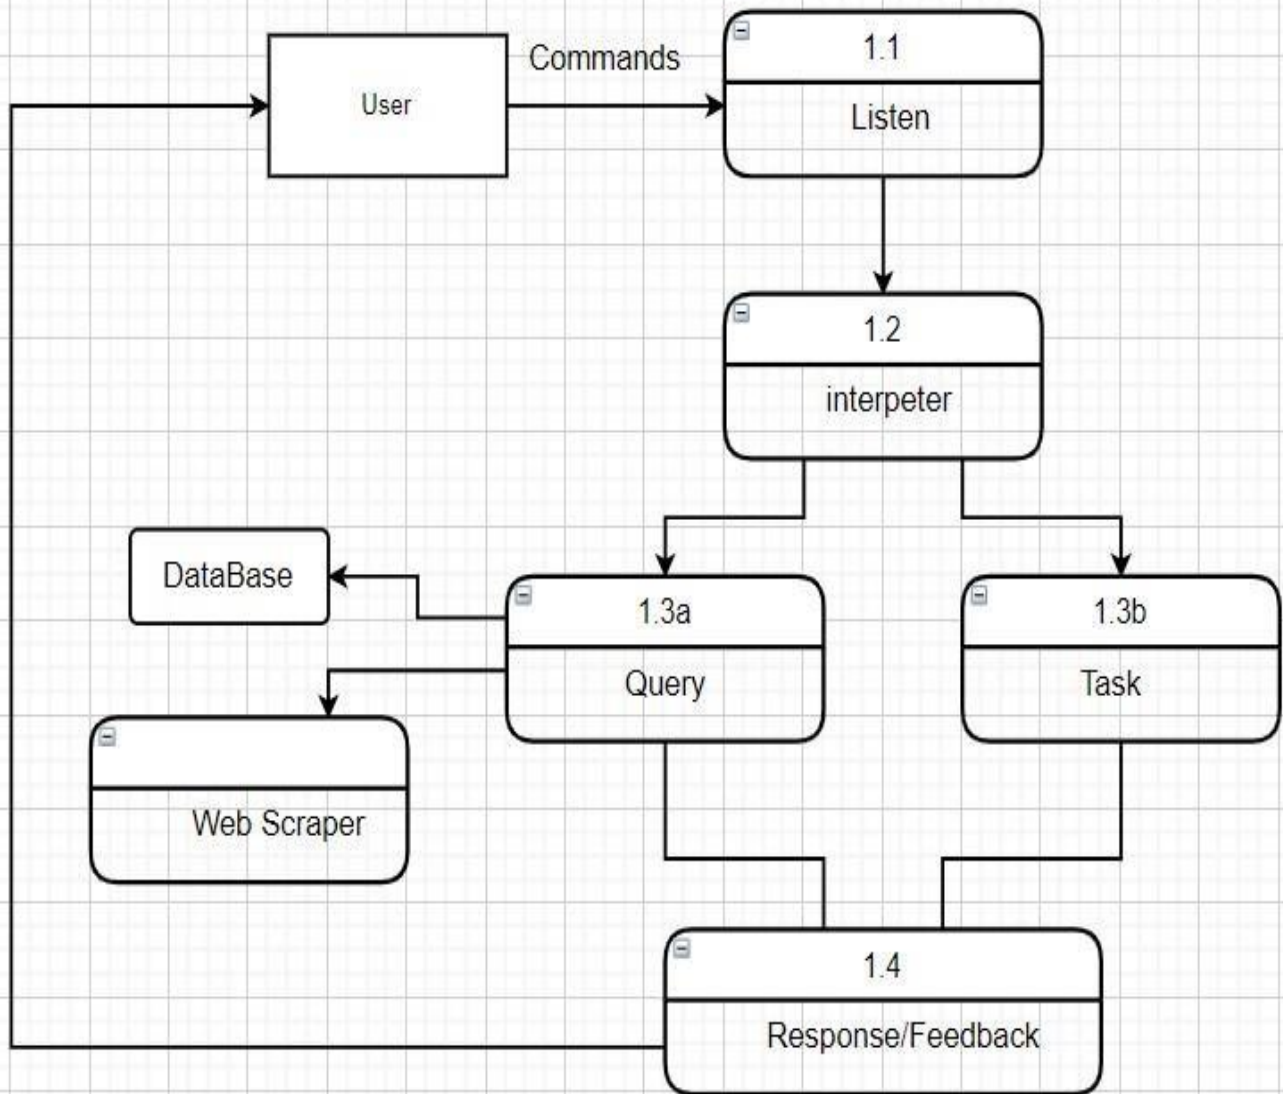 User
Commands
1.1
Listen
1.2
interpeter
DataBase
1.3a
Query
1.3b
Task
Web Scraper
1.4
Response/Feedback